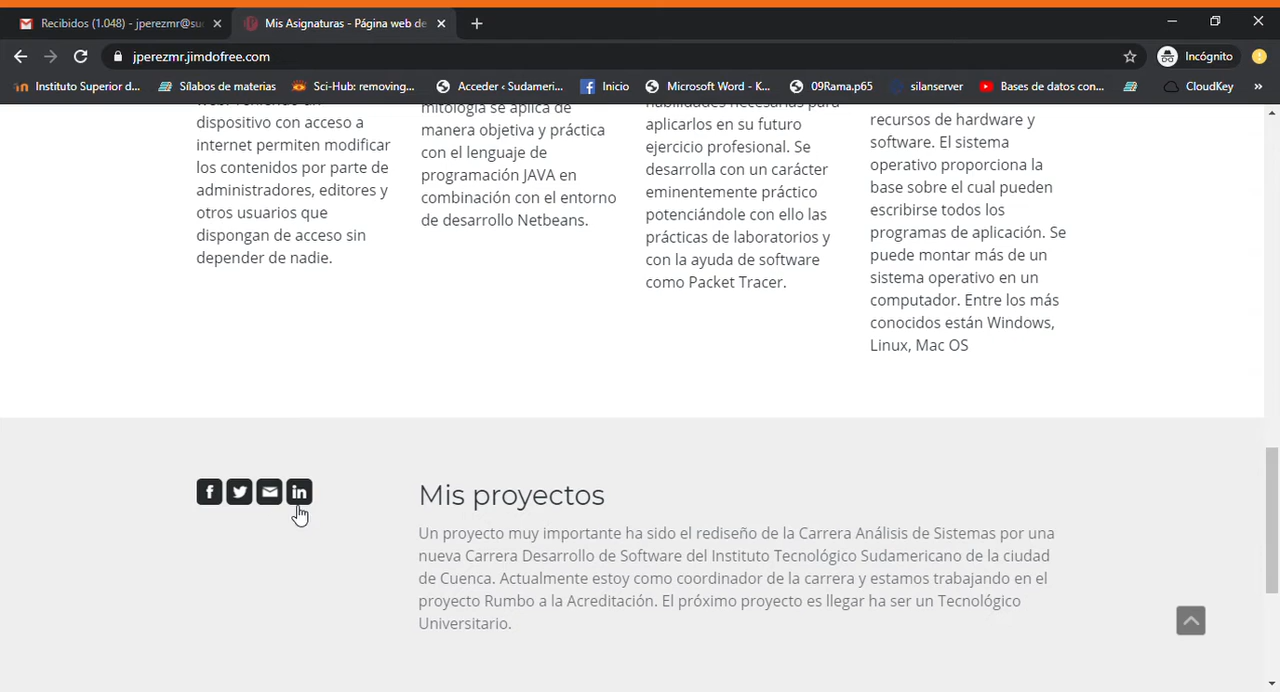 Recibidos (1.048) - jperezmr@su
Mis Asignaturas - Página web de
jperezmr.jimdofree.com
Incógnito
Instituto Superior d...
Sílabos de materias
Sci-Hub: removing...
Acceder ‹ Sudameri...
Inicio
Microsoft Word - K...
09Rama.p65
silanserver
Bases de datos con...
CloudKey
»
dispositivo con acceso a
internet permiten modificar
los contenidos por parte de
administradores, editores y
otros usuarios que
dispongan de acceso sin
depender de nadie.
mitología se aplica de
manera objetiva y práctica
con el lenguaje de
programación JAVA en
combinación con el entorno
de desarrollo Netbeans.
habilidades necesarias para
aplicarlos en su futuro
ejercicio profesional. Se
desarrolla con un carácter
eminentemente práctico
potenciándole con ello las
prácticas de laboratorios y
con la ayuda de software
como Packet Tracer.
recursos de hardware y
software. El sistema
operativo proporciona la
base sobre el cual pueden
escribirse todos los
programas de aplicación. Se
puede montar más de un
sistema operativo en un
computador. Entre los más
conocidos están Windows,
Linux, Mac OS
Mis proyectos
Un proyecto muy importante ha sido el rediseño de la Carrera Análisis de Sistemas por una
nueva Carrera Desarrollo de Software del Instituto Tecnológico Sudamericano de la ciudad
de Cuenca. Actualmente estoy como coordinador de la carrera y estamos trabajando en el
proyecto Rumbo a la Acreditación. El próximo proyecto es llegar ha ser un Tecnológico
Universitario.